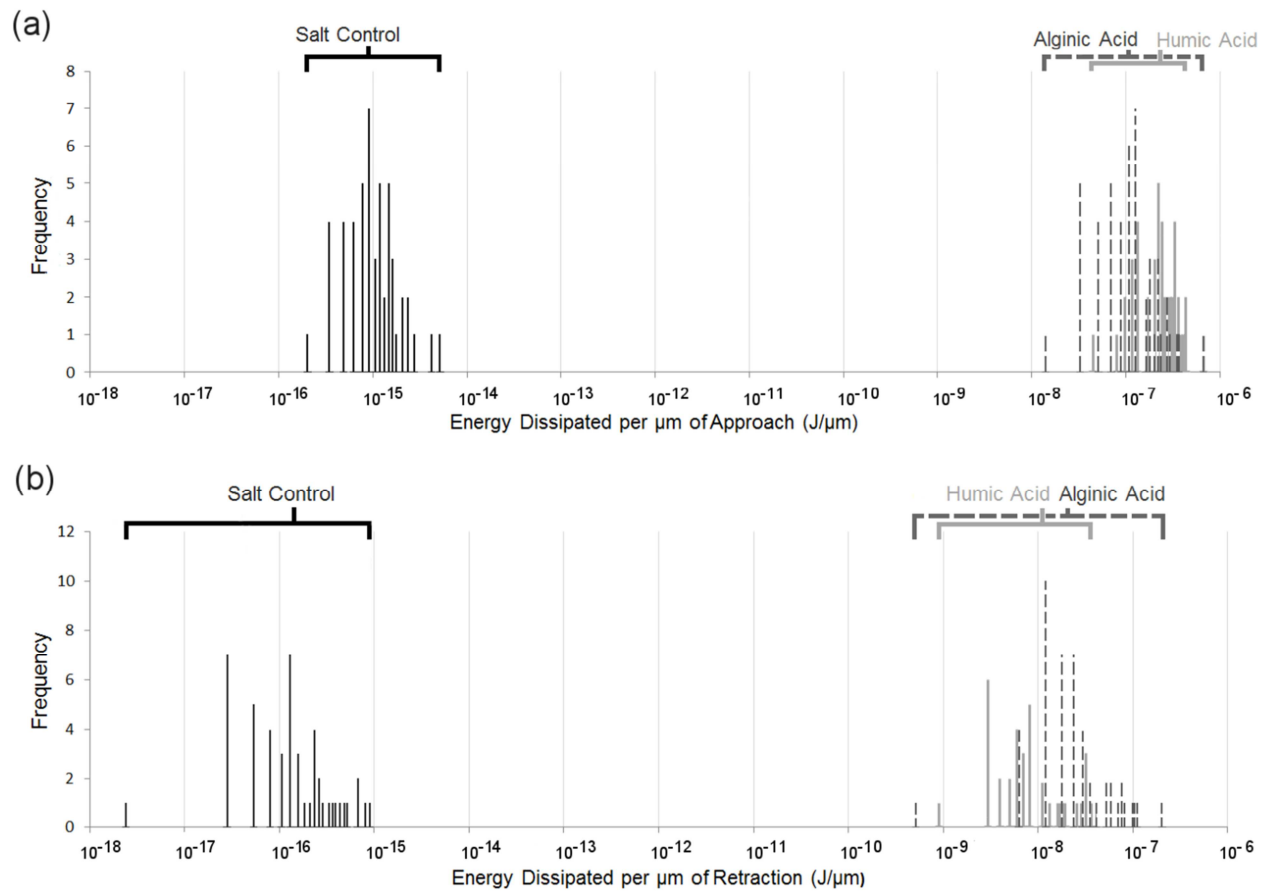 (a)
Salt Control
Alginic Acid Humic Acid
8
7
6
5
4
3
2
1
0
Frequency
10-18 10-17 10-16 10-15 10-14 10-13 10-12 10-11 10-10 10-9 10-8 10-7 10-6
Energy Dissipated per µm of Approach (J/µm)
(b)
Salt Control
Humic Acid Alginic Acid
12
10
8
6
4
2
0
Frequency
10-18 10-17 10-16 10-15 10-14 10-13 10-12 10-11 10-10 10-9 10-8 10-7 10-6
Energy Dissipated per µm of Retraction (J/µm)